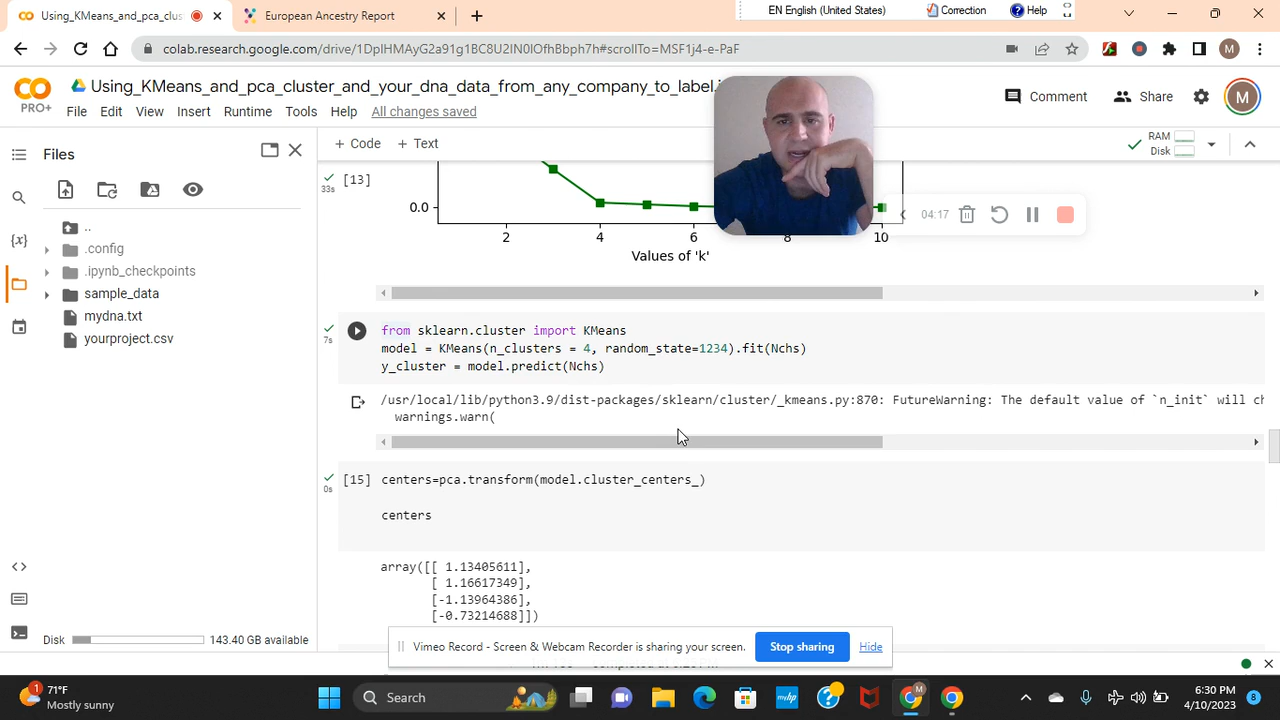 Using_KMeans_and_pca_clus
European Ancestry Report
EN English (United States)
Correction
Help
colab.research.google.com/drive/1DpIHMAyG2a91g1BC8U2IN0IOfhBbph7h#scrollTo=MSF1j4-e-PaF
M
CO
PRO+
Using_KMeans_and_pca_cluster_and_your_dna_data_from_any_company_to_label.i
File Edit View Insert Runtime Tools Help All changes saved
Comment
Share
M
Files
+ Code + Text
RAM
Disk
[13]
33s
0.0
2 4 6 8 10
Values of 'k'
04:17
{x}
..
.config
.ipynb_checkpoints
sample_data
mydna.txt
yourproject.csv
7s
from sklearn.cluster import KMeans
model = KMeans(n_clusters = 4, random_state=1234).fit(Nchs)
y_cluster = model.predict(Nchs)
/usr/local/lib/python3.9/dist-packages/sklearn/cluster/_kmeans.py:870: FutureWarning: The default value of `n_init` will ch
warnings.warn(
[15]
0s
centers=pca.transform(model.cluster_centers_)
centers
array([[ 1.13405611],
[ 1.16617349],
[-1.13964386],
[-0.73214688]])
Disk 143.40 GB available
Vimeo Record - Screen & Webcam Recorder is sharing your screen.
Stop sharing
Hide
1
71°F
Mostly sunny
Search
myhp
M
6:30 PM
4/10/2023
8